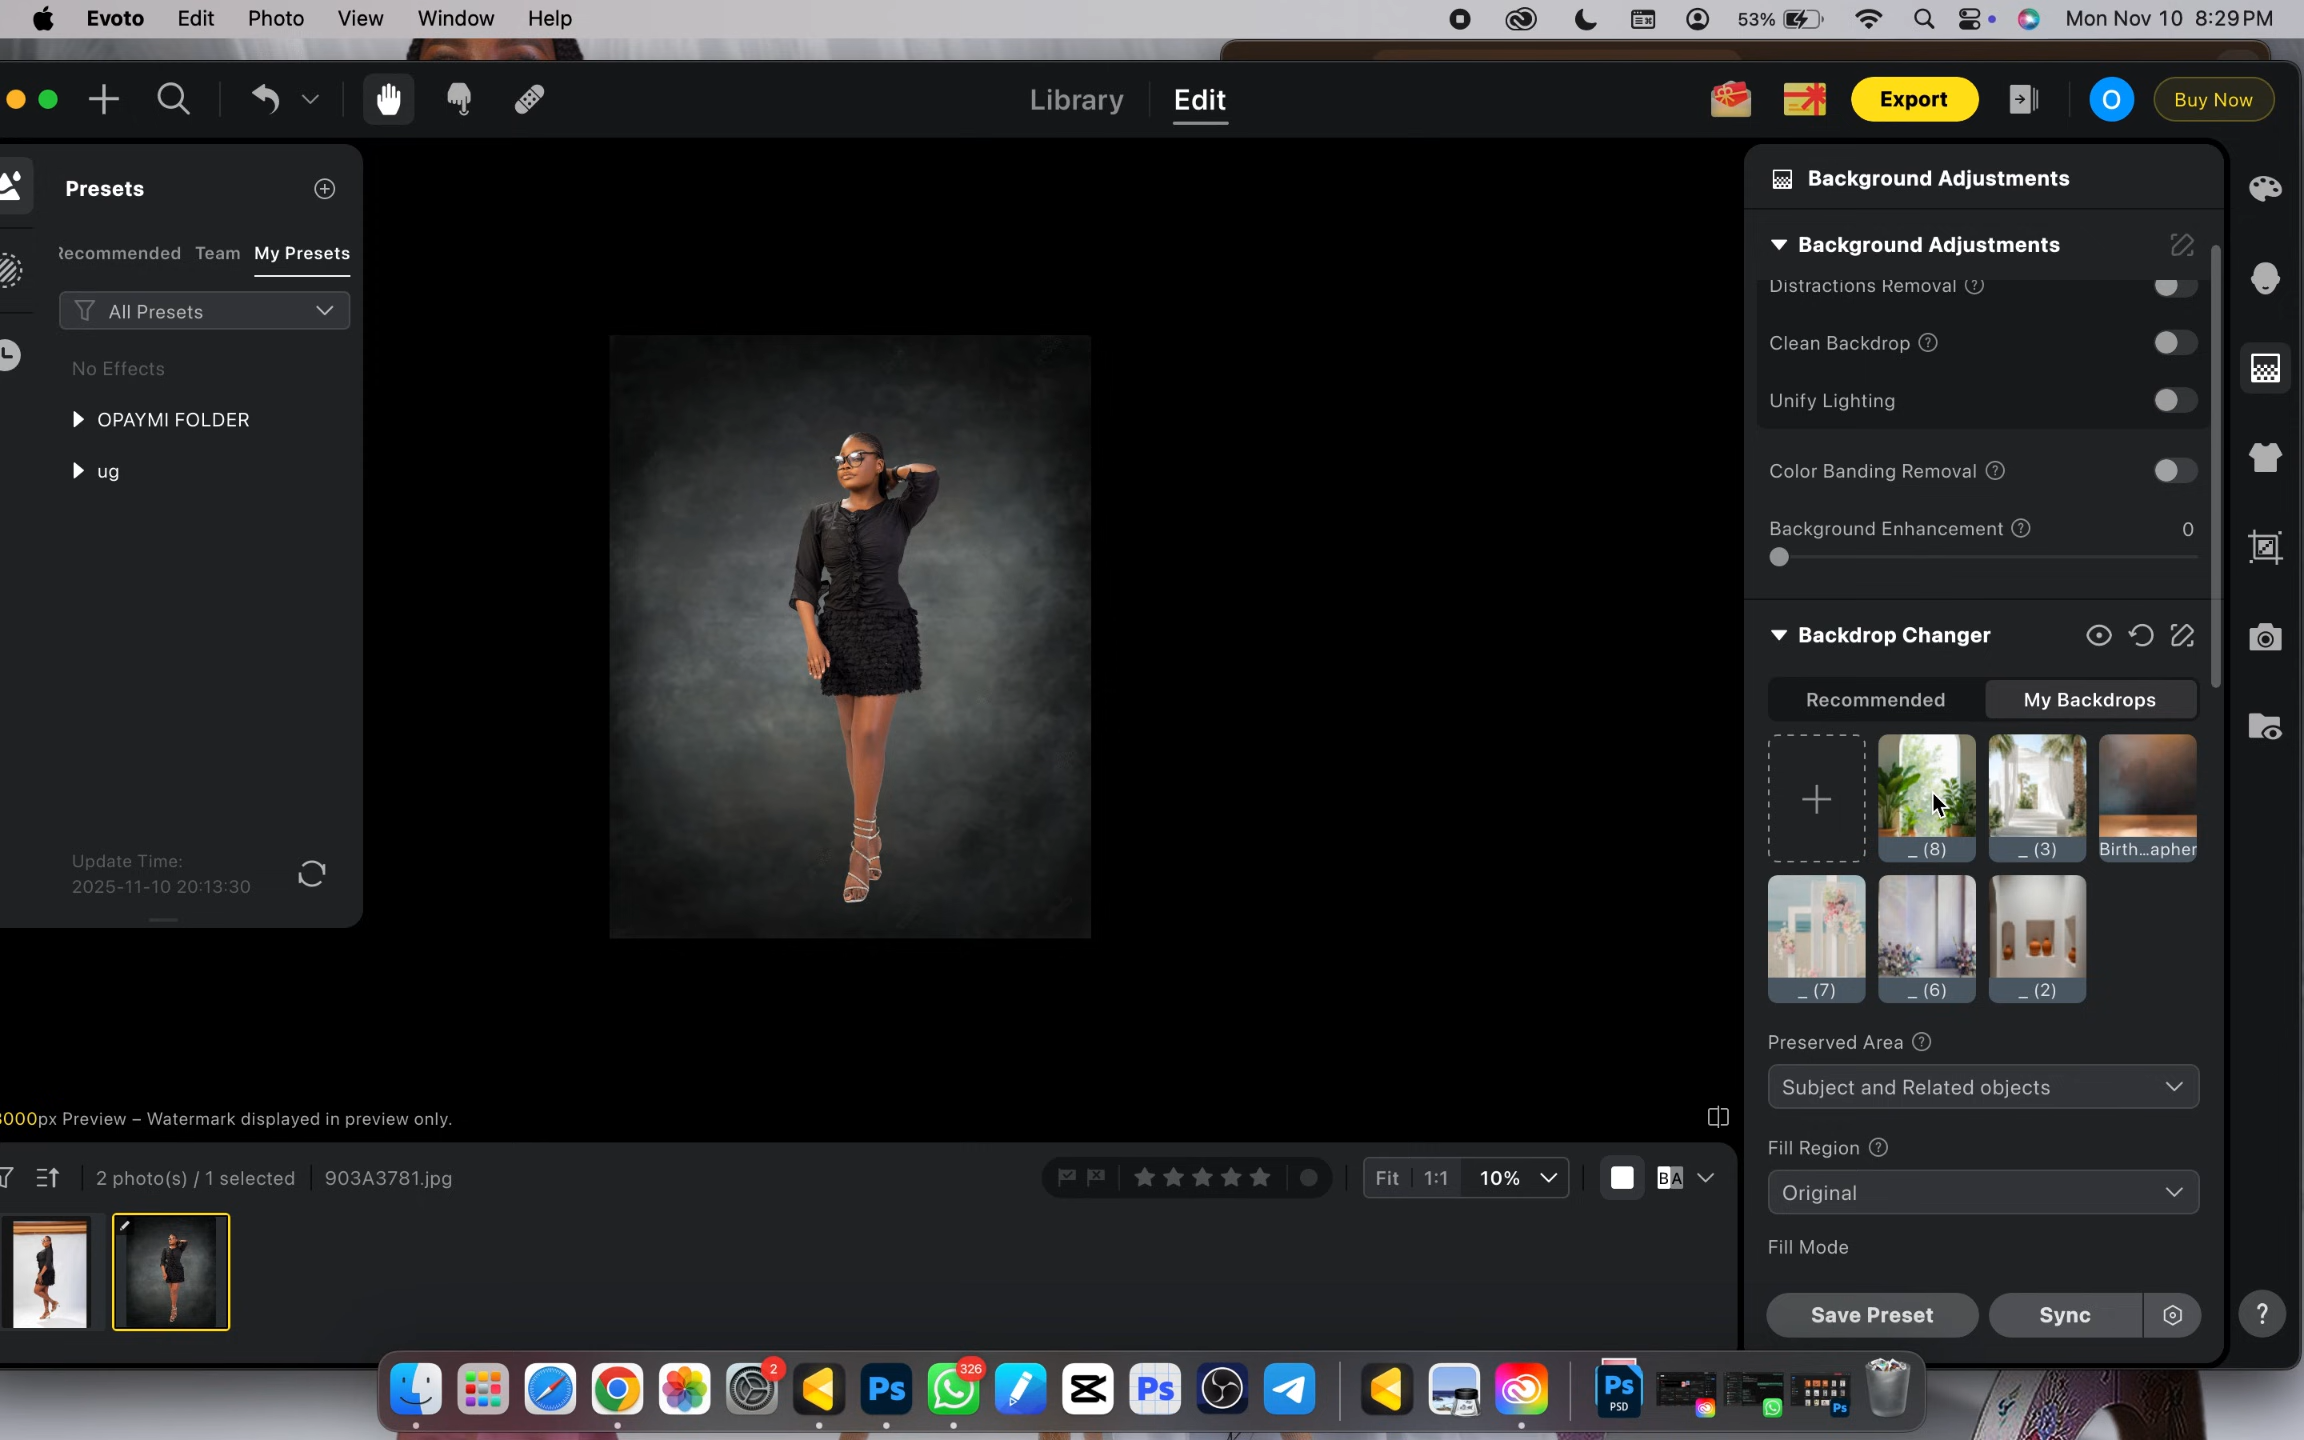 Evoto Edit Photo View Window Help
53% Mon Nov 10 8:29 PM
Library Edit
Export
O
Buy Now
Presets
Recommended Team My Presets
All Presets
No Effects
OPAYMI FOLDER
ug
Update Time:
2025-11-10 20:13:30
Background Adjustments
Background Adjustments
Distractions Removal ?
Clean Backdrop ?
Unify Lighting
Color Banding Removal ?
Background Enhancement ? 0
Backdrop Changer
Recommended My Backdrops
_ (8) _ (3) Birth...apher
_ (7) _ (6) _ (2)
Preserved Area ?
Subject and Related objects
Fill Region ?
Original
Fill Mode
Save Preset Sync
?
3000px Preview – Watermark displayed in preview only.
2 photo(s) / 1 selected 903A3781.jpg
Fit 1:1 10% BA
2 Ps 326 Ps Ps
PSD
Ps